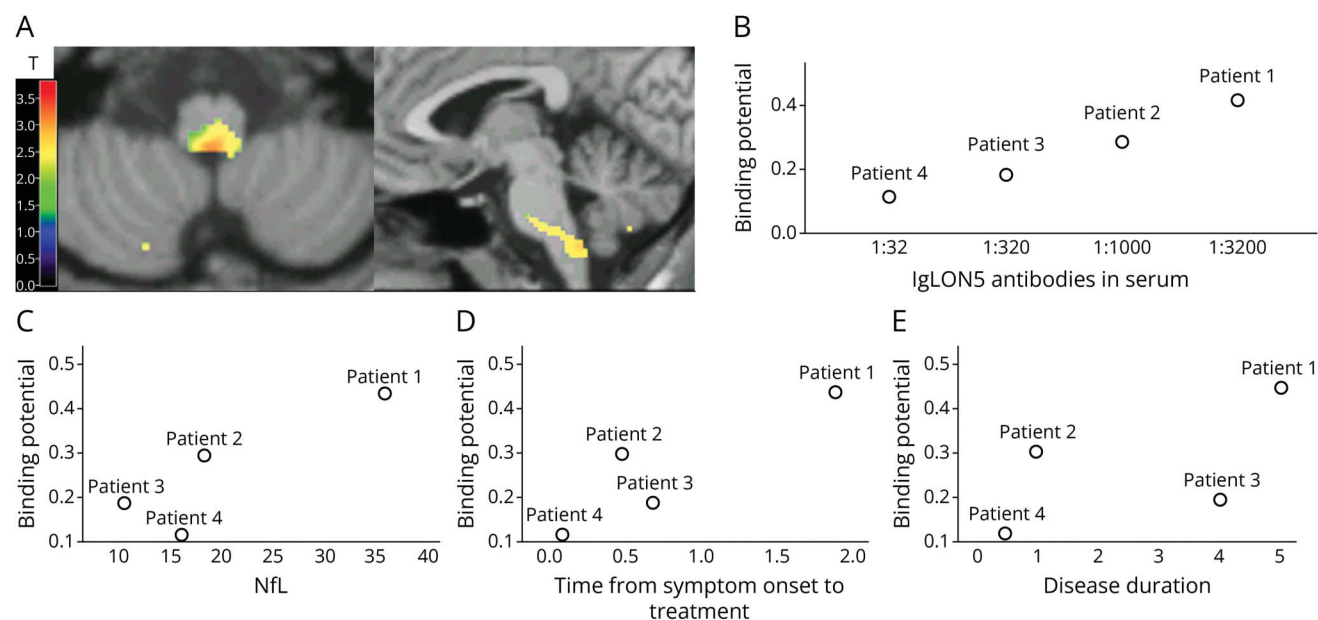 A
T
3.5
3.0
2.5
2.0
1.5
1.0
0.5
0.0
B
Binding potential
0.4
0.2
0.0
Patient 1
Patient 2
Patient 3
Patient 4
1:32 1:320 1:1000 1:3200
IgLON5 antibodies in serum
C
Binding potential
0.5
0.4
0.3
0.2
0.1
Patient 1
Patient 2
Patient 3
Patient 4
10 15 20 25 30 35 40
NfL
D
Binding potential
0.5
0.4
0.3
0.2
0.1
Patient 1
Patient 2
Patient 3
Patient 4
0.0 0.5 1.0 1.5 2.0
Time from symptom onset to
treatment
E
Binding potential
0.5
0.4
0.3
0.2
0.1
Patient 1
Patient 2
Patient 3
Patient 4
0 1 2 3 4 5
Disease duration